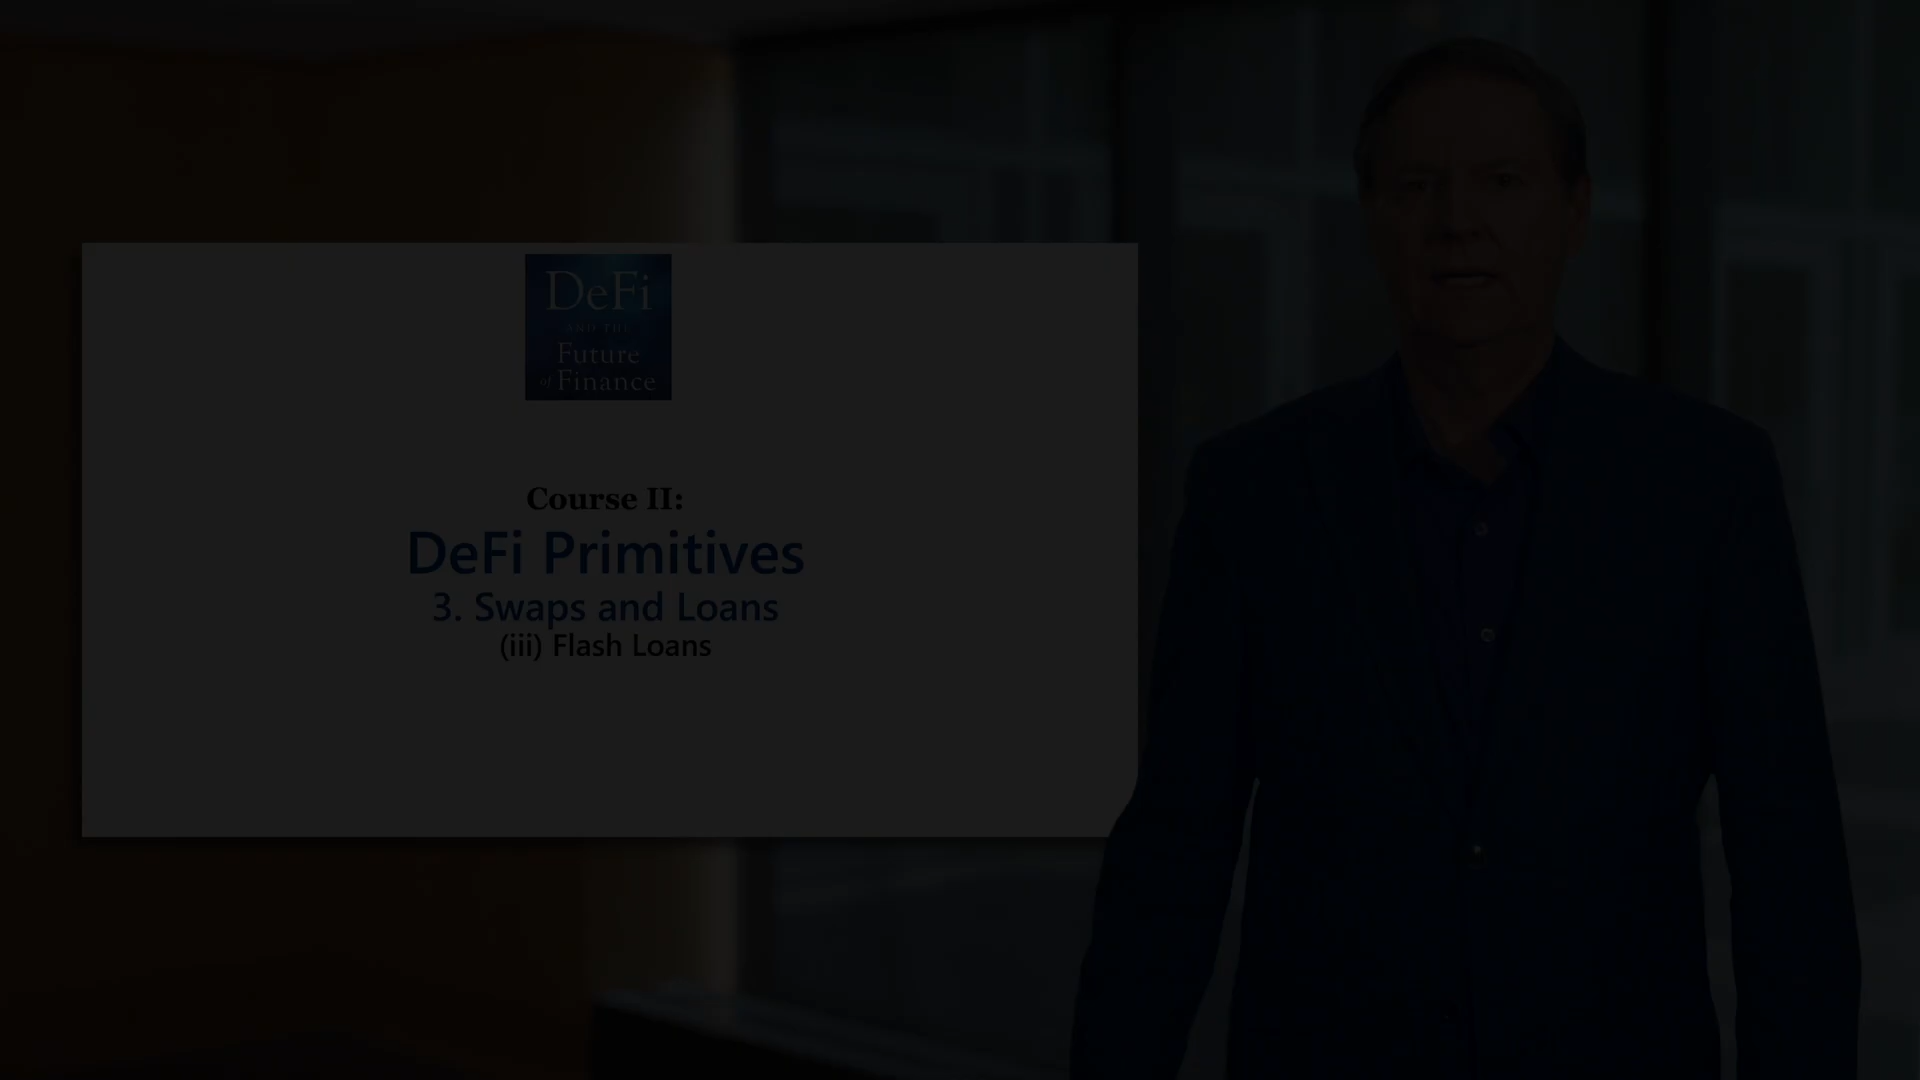 DeFi
AND THE
Future
of Finance
Course II:
DeFi Primitives
3. Swaps and Loans
(iii) Flash Loans